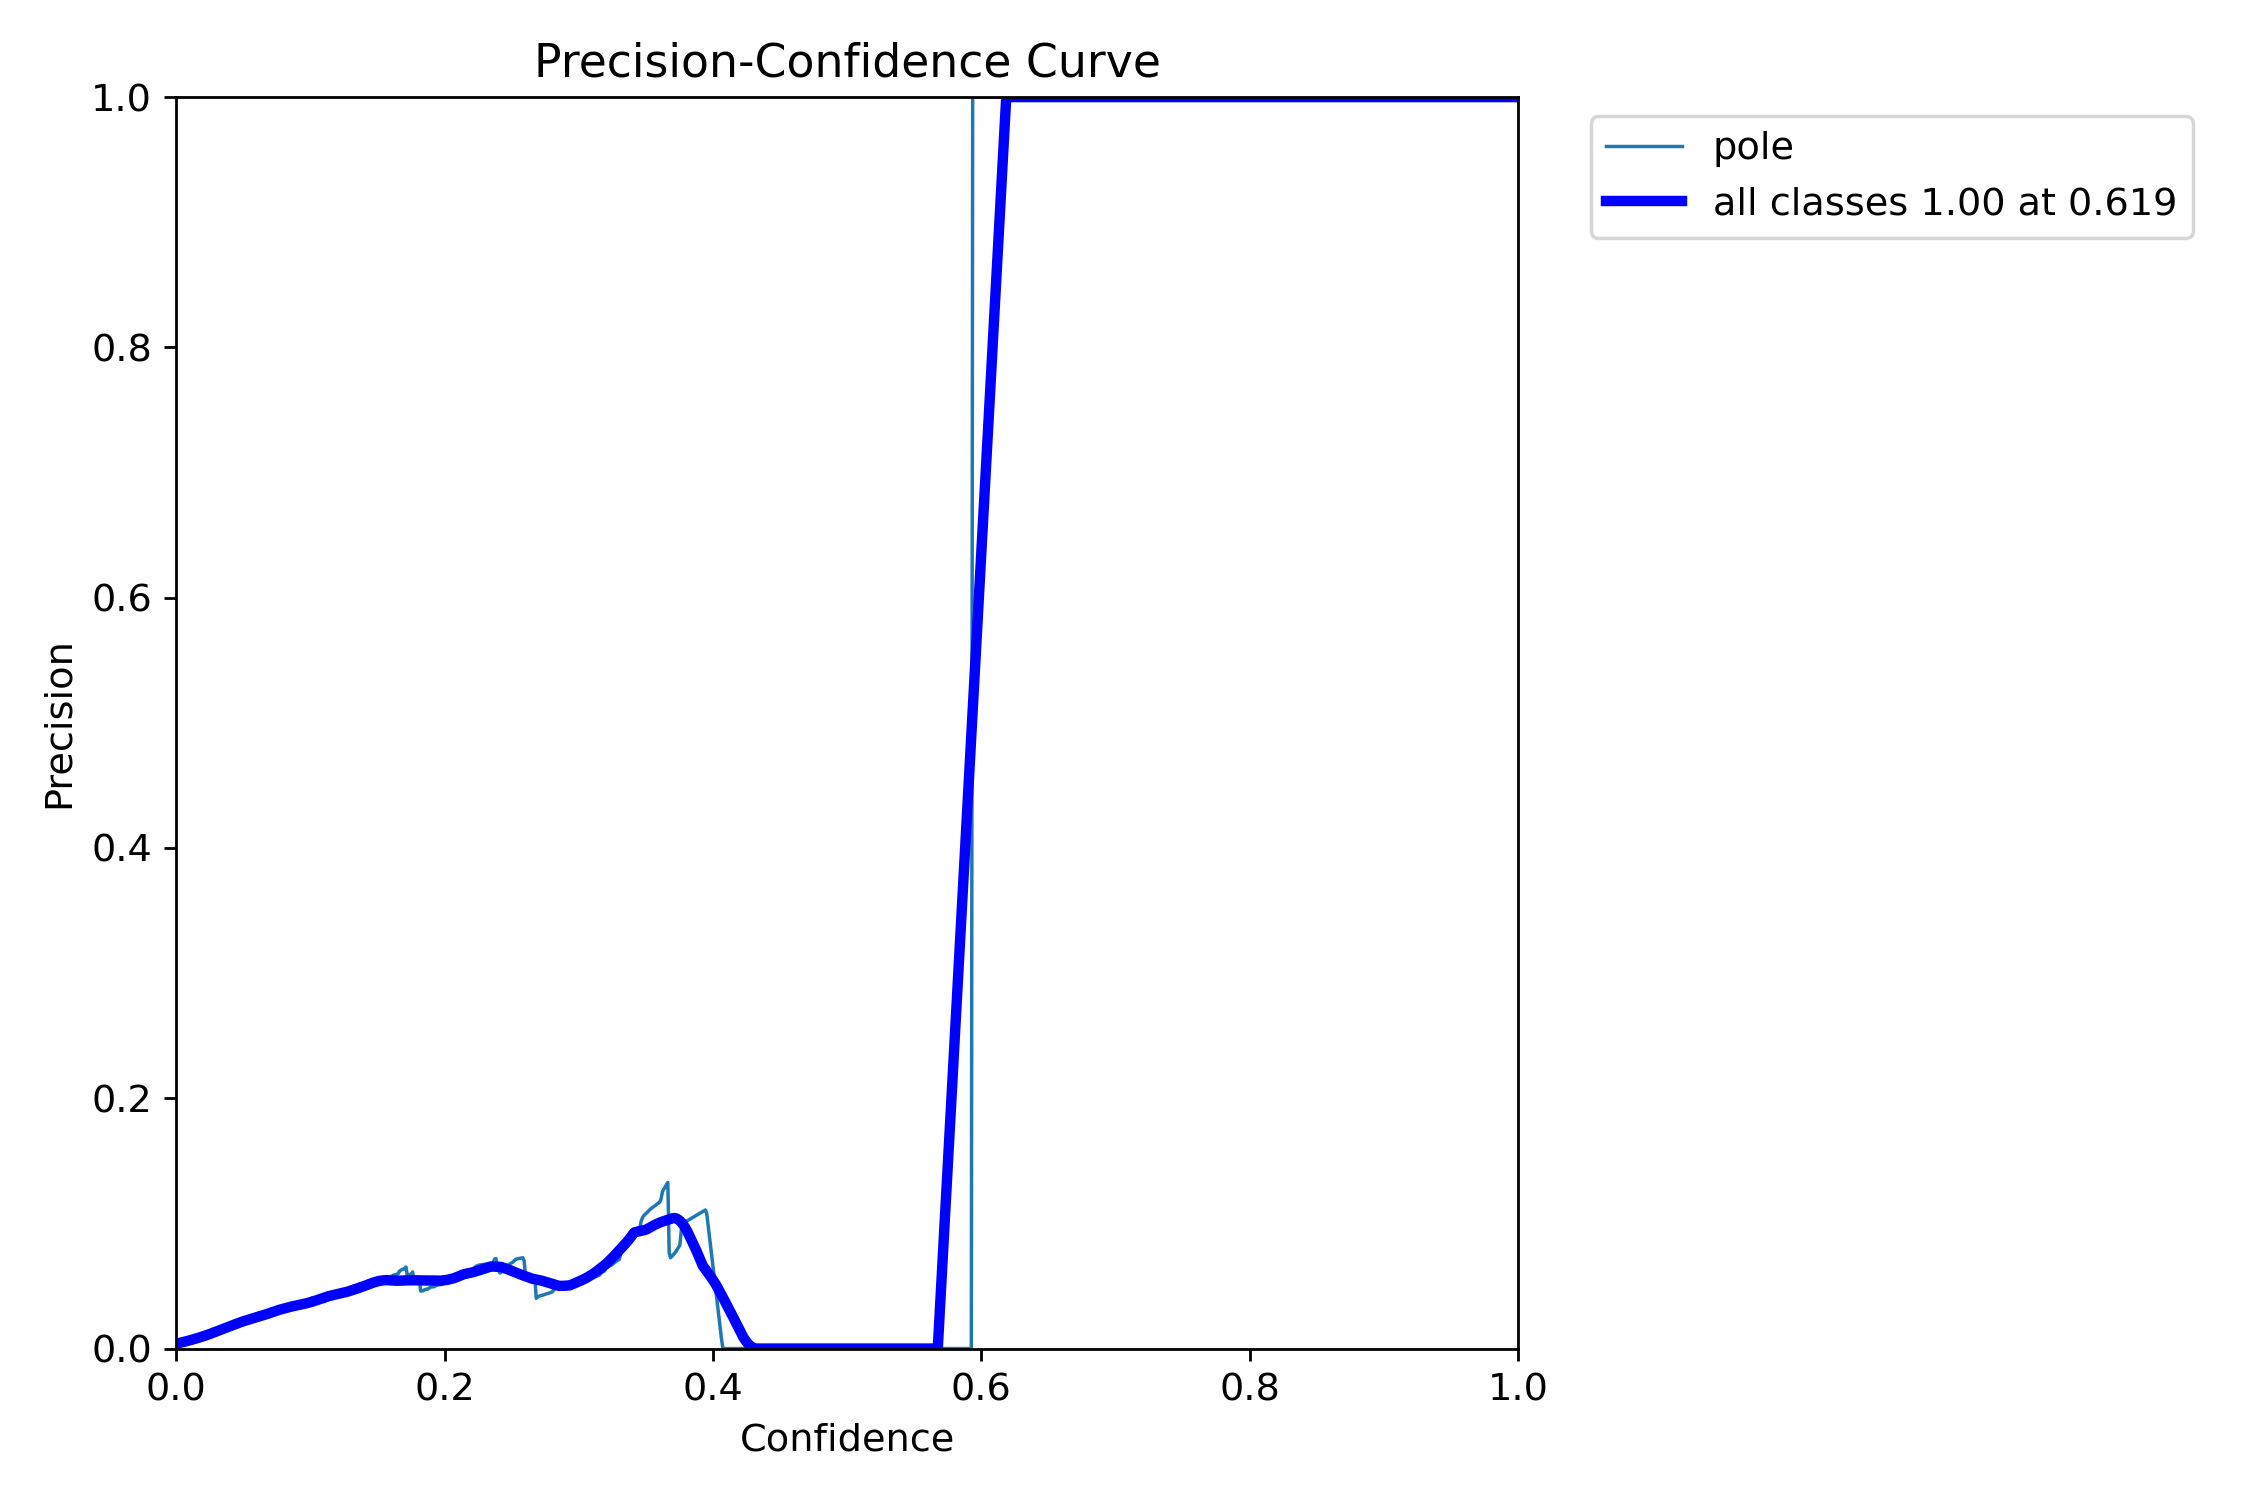 Precision-Confidence Curve
1.0
0.8
0.6
0.4
0.2
0.0
Precision
0.0 0.2 0.4 0.6 0.8 1.0
Confidence
pole
all classes 1.00 at 0.619